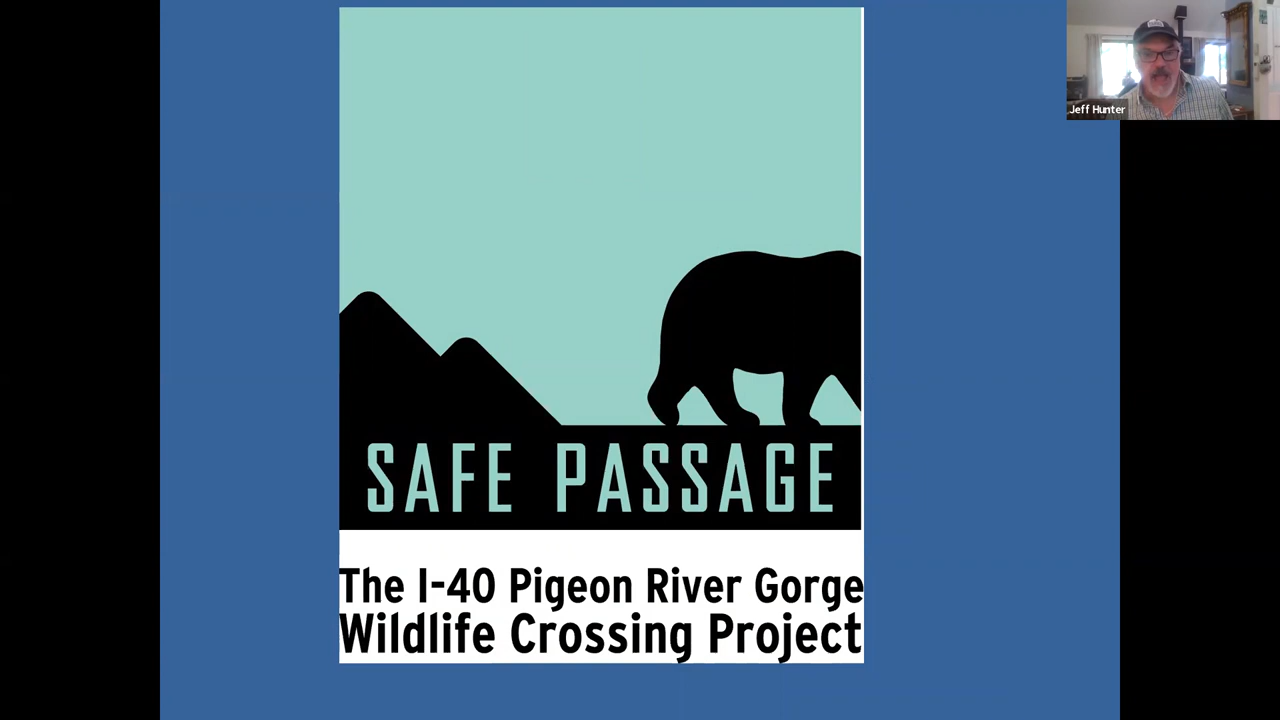 Jeff Hunter
SAFE PASSAGE
The I-40 Pigeon River Gorge
Wildlife Crossing Project